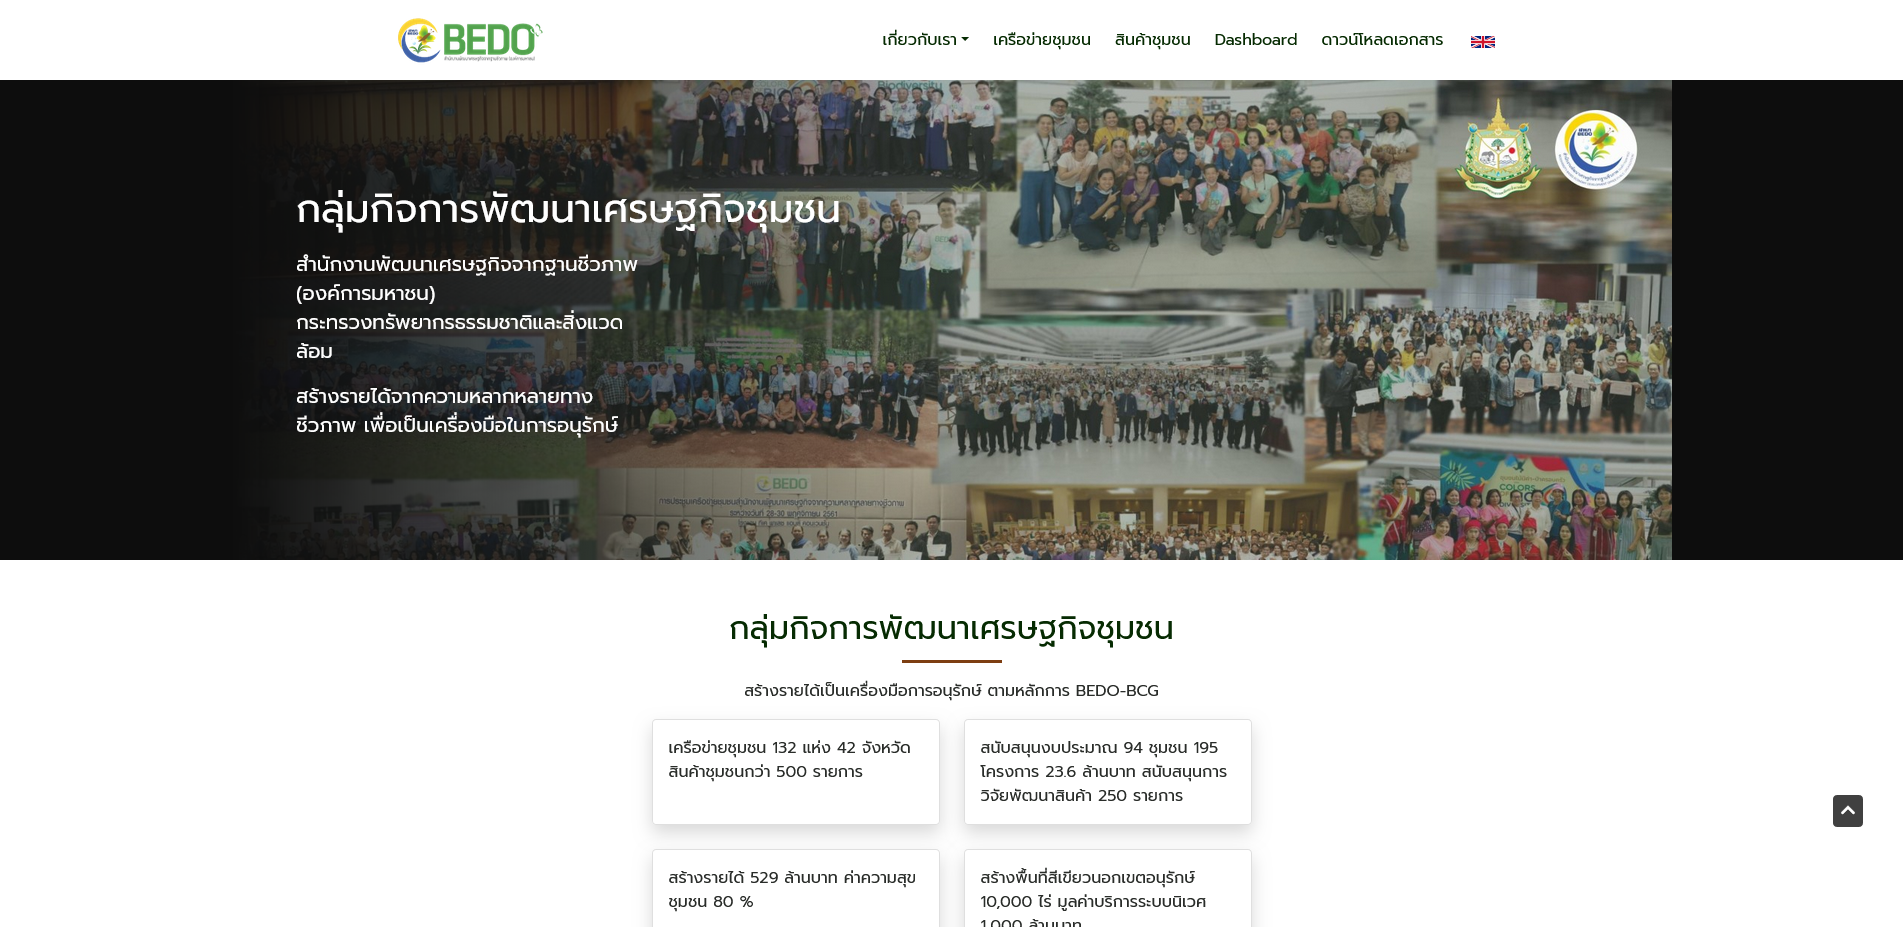 BEDO
เกี่ยวกับเรา
เครือข่ายชุมชน
สินค้าชุมชน
Dashboard
ดาวน์โหลดเอกสาร
Biodiversity
กลุ่มกิจการพัฒนาเศรษฐกิจชุมชน
สำนักงานพัฒนาเศรษฐกิจจากฐานชีวภาพ
(องค์การมหาชน)
กระทรวงทรัพยากรธรรมชาติและสิ่งแวด
ล้อม
สร้างรายได้จากความหลากหลายทาง
ชีวภาพ เพื่อเป็นเครื่องมือในการอนุรักษ์
BEDO
COLORS
กลุ่มกิจการพัฒนาเศรษฐกิจชุมชน
สร้างรายได้เป็นเครื่องมือการอนุรักษ์ ตามหลักการ BEDO-BCG
เครือข่ายชุมชน 132 แห่ง 42 จังหวัด
สินค้าชุมชนกว่า 500 รายการ
สนับสนุนงบประมาณ 94 ชุมชน 195
โครงการ 23.6 ล้านบาท สนับสนุนการ
วิจัยพัฒนาสินค้า 250 รายการ
สร้างรายได้ 529 ล้านบาท ค่าความสุข
ชุมชน 80 %
สร้างพื้นที่สีเขียวนอกเขตอนุรักษ์
10,000 ไร่ มูลค่าบริการระบบนิเวศ
1,000 ล้านบาท